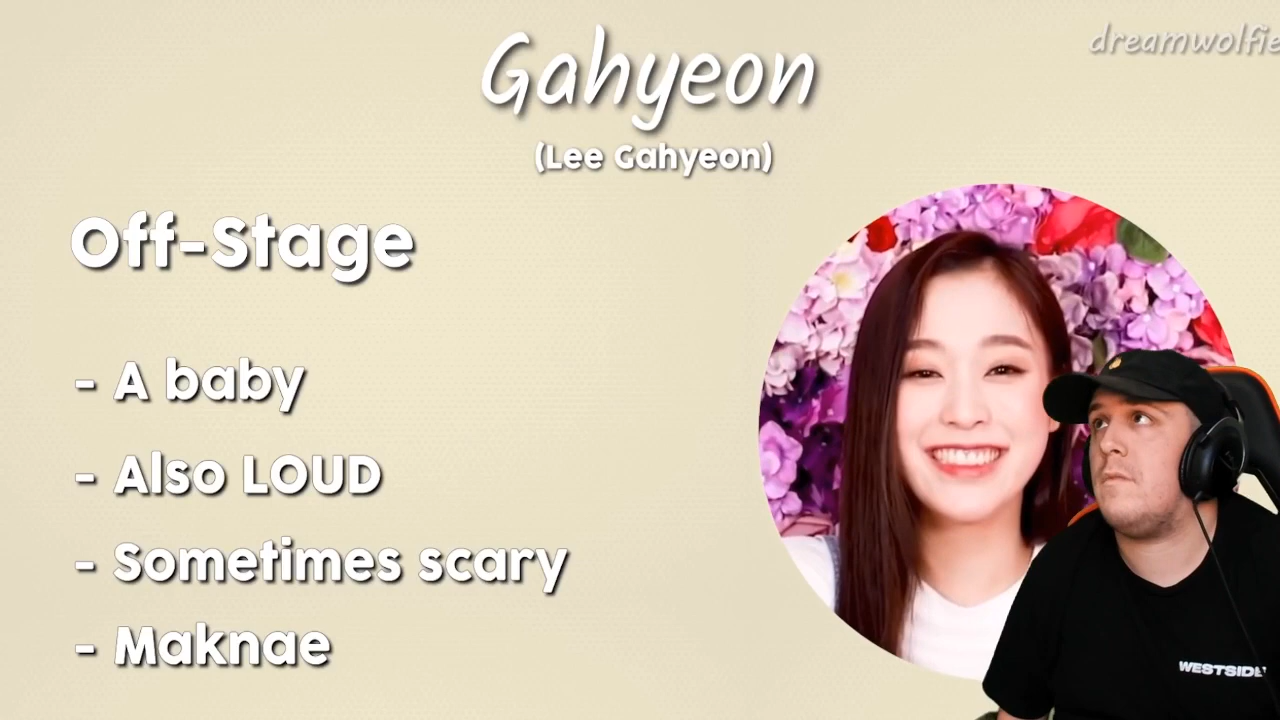 Gahyeon
dreamwolfie
(Lee Gahyeon)
Off-Stage
- A baby
- Also LOUD
- Sometimes scary
- Maknae
WESTSIDE